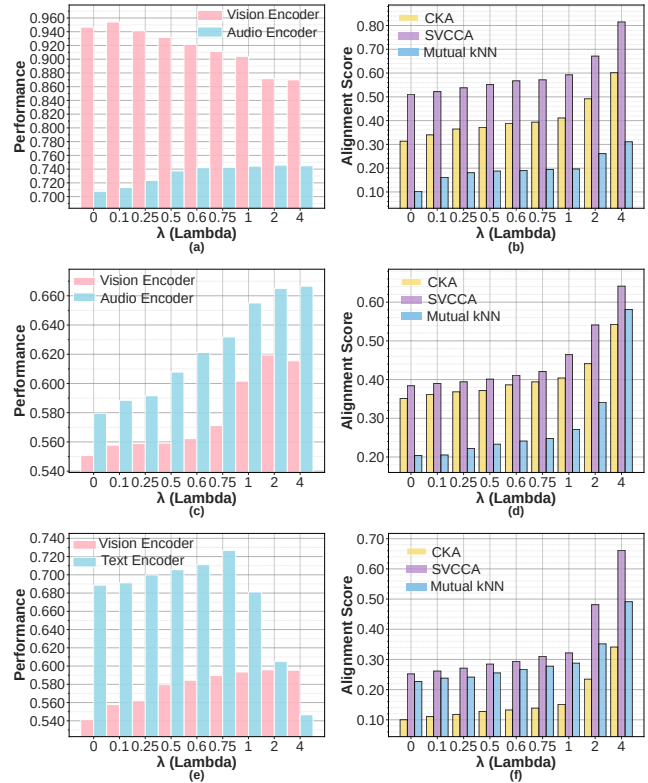 Performance
0.960
0.940
0.920
0.900
0.880
0.860
0.840
0.820
0.800
0.780
0.760
0.740
0.720
0.700
Vision Encoder
Audio Encoder
0 0.1 0.25 0.5 0.6 0.75 1 2 4
λ (Lambda)
(a)
Alignment Score
0.80
0.70
0.60
0.50
0.40
0.30
0.20
0.10
CKA
SVCCA
Mutual kNN
0 0.1 0.25 0.5 0.6 0.75 1 2 4
λ (Lambda)
(b)
Performance
0.660
0.640
0.620
0.600
0.580
0.560
0.540
Vision Encoder
Audio Encoder
0 0.1 0.25 0.5 0.6 0.75 1 2 4
λ (Lambda)
(c)
Alignment Score
0.60
0.50
0.40
0.30
0.20
CKA
SVCCA
Mutual kNN
0 0.1 0.25 0.5 0.6 0.75 1 2 4
λ (Lambda)
(d)
Performance
0.740
0.720
0.700
0.680
0.660
0.640
0.620
0.600
0.580
0.560
0.540
Vision Encoder
Text Encoder
0 0.1 0.25 0.5 0.6 0.75 1 2 4
λ (Lambda)
(e)
Alignment Score
0.70
0.60
0.50
0.40
0.30
0.20
0.10
CKA
SVCCA
Mutual kNN
0 0.1 0.25 0.5 0.6 0.75 1 2 4
λ (Lambda)
(f)